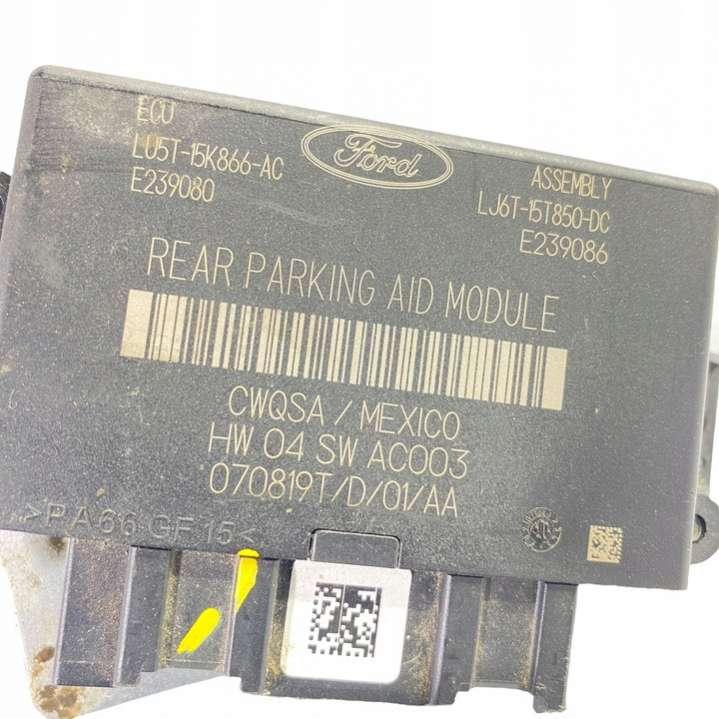 ECU
LU5T-15K866-AC
E239080
Ford
ASSEMBLY
LJ6T-15T850-DC
E239086
REAR PARKING AID MODULE
CWQSA / MEXICO
HW 04 SW AC003
070819T/D/01/AA
>PA66 GF15<